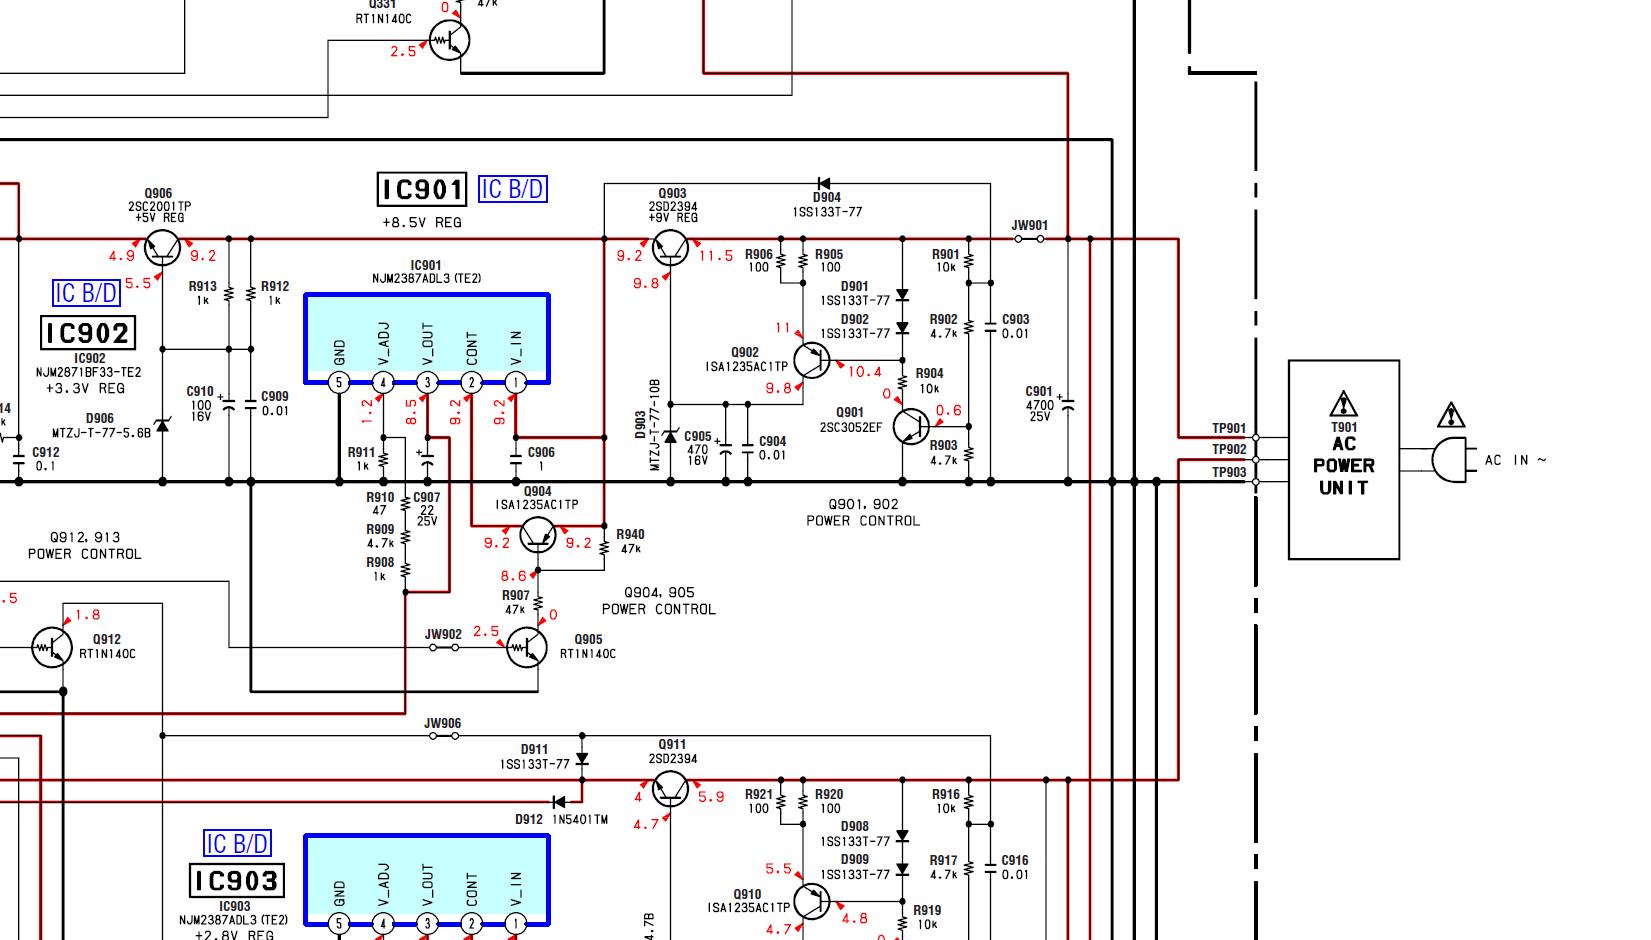 Q331
RT1N140C
47k
0
2.5
Q906
2SC2001TP
+5V REG
4.9
9.2
5.5
IC B/D
IC902
IC902
NJM2871BF33-TE2
+3.3V REG
D906
MTZJ-T-77-5.6B
R913
1k
R912
1k
C910
100
16V
C909
0.01
14
k
C912
0.1
IC901
IC B/D
+8.5V REG
IC901
NJM2387ADL3 (TE2)
GND
V_ADJ
V_OUT
CONT
V_IN
5
4
3
2
1
1.2
8.5
9.2
9.2
R911
1k
R910
47
C907
22
25V
R909
4.7k
R908
1k
C906
1
Q904
ISA1235AC1TP
9.2
9.2
8.6
R940
47k
R907
47k
0
2.5
Q905
RT1N140C
Q904, 905
POWER CONTROL
Q903
2SD2394
+9V REG
9.2
11.5
9.8
D904
1SS133T-77
R906
100
R905
100
D901
1SS133T-77
D902
1SS133T-77
11
Q902
ISA1235AC1TP
10.4
9.8
D903
MTZJ-T-77-10B
C905
470
16V
C904
0.01
R901
10k
R902
4.7k
C903
0.01
R904
10k
0
Q901
2SC3052EF
0.6
R903
4.7k
C901
4700
25V
JW901
Q901, 902
POWER CONTROL
TP901
TP902
TP903
T901
AC
POWER
UNIT
AC IN ~
Q912, 913
POWER CONTROL
.5
1.8
Q912
RT1N140C
JW902
JW906
D911
1SS133T-77
D912 1N5401TM
Q911
2SD2394
4
5.9
4.7
R921
100
R920
100
D908
1SS133T-77
D909
1SS133T-77
R916
10k
R917
4.7k
C916
0.01
5.5
Q910
ISA1235AC1TP
4.8
4.7
R919
10k
0
4.7B
IC B/D
IC903
IC903
NJM2387ADL3 (TE2)
+2.8V REG
GND
V_ADJ
V_OUT
CONT
V_IN
5
4
3
2
1